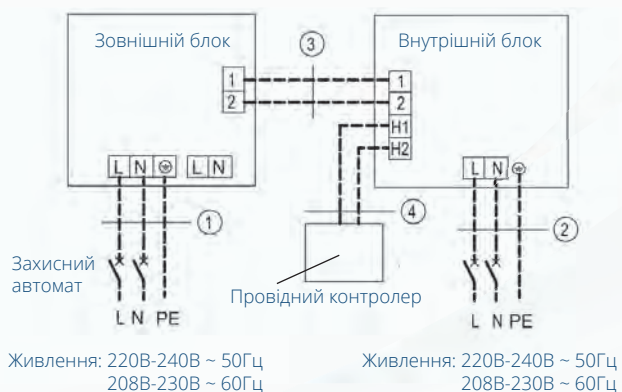 Зовнішній блок
3
Внутрішній блок
1
2
1
2
H1
H2
L N
L N
L N
1
4
2
Захисний
автомат
Провідний контролер
L N PE
L N PE
Живлення: 220В-240В ~ 50Гц
208В-230В ~ 60Гц
Живлення: 220В-240В ~ 50Гц
208В-230В ~ 60Гц